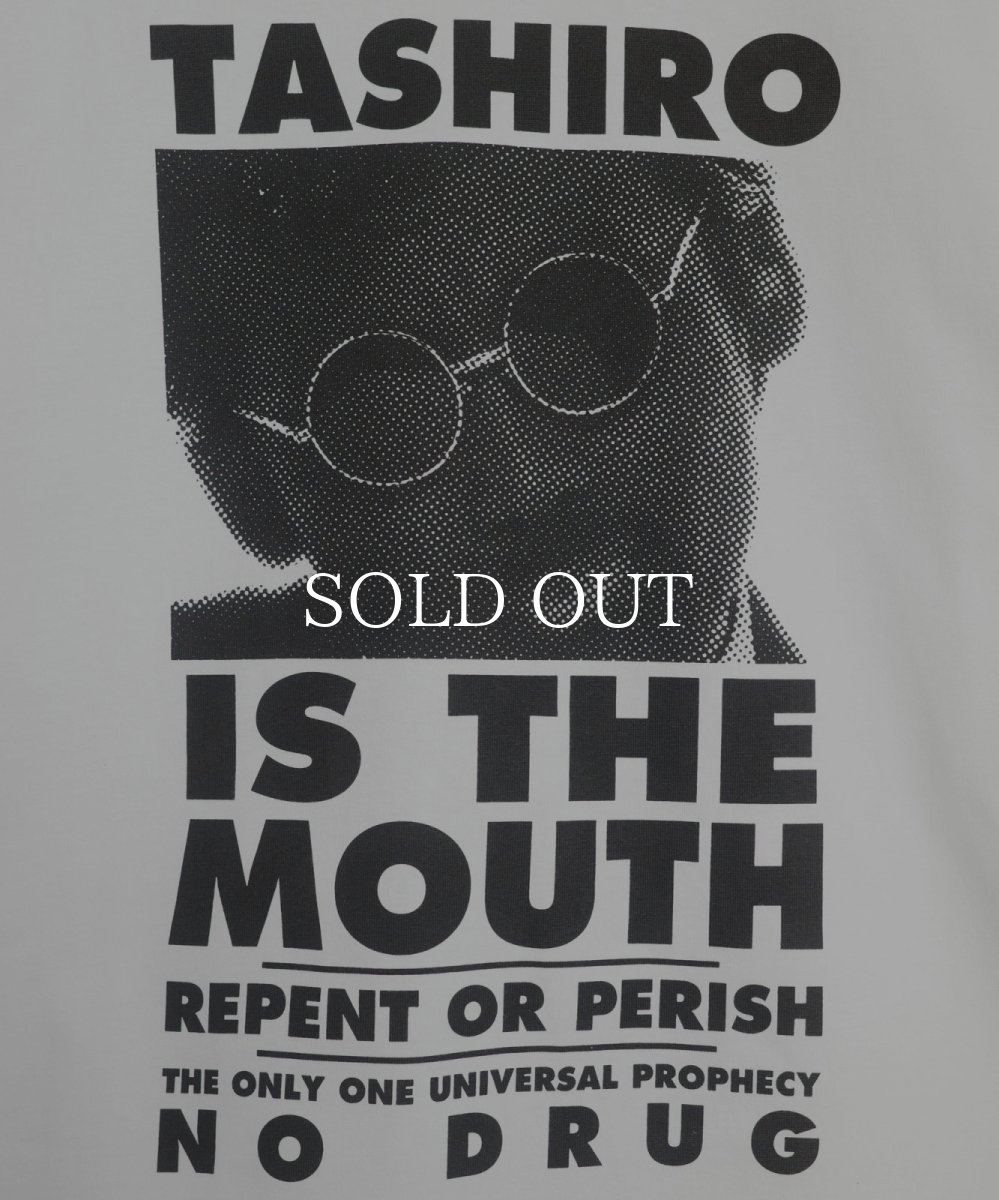 TASHIRO
SOLD OUT
IS THE
MOUTH
REPENT OR PERISH
THE ONLY ONE UNIVERSAL PROPHECY
NO DRUG